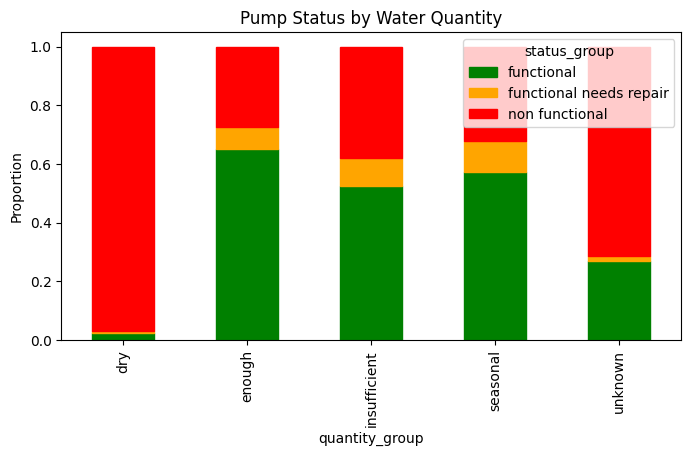 Pump Status by Water Quantity
status_group
functional
functional needs repair
non functional
Proportion
1.0
0.8
0.6
0.4
0.2
0.0
dry
enough
insufficient
seasonal
unknown
quantity_group